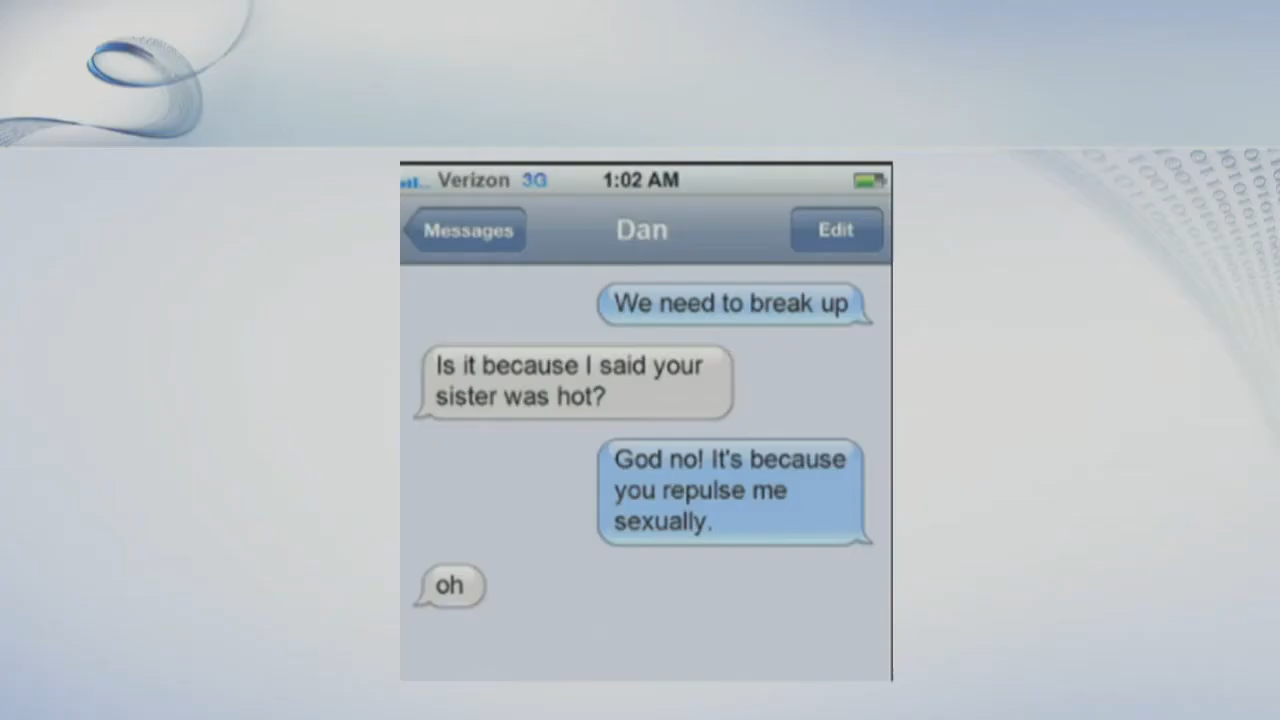 Verizon 3G 1:02 AM
Messages Dan Edit
We need to break up
Is it because I said your
sister was hot?
God no! It's because
you repulse me
sexually.
oh